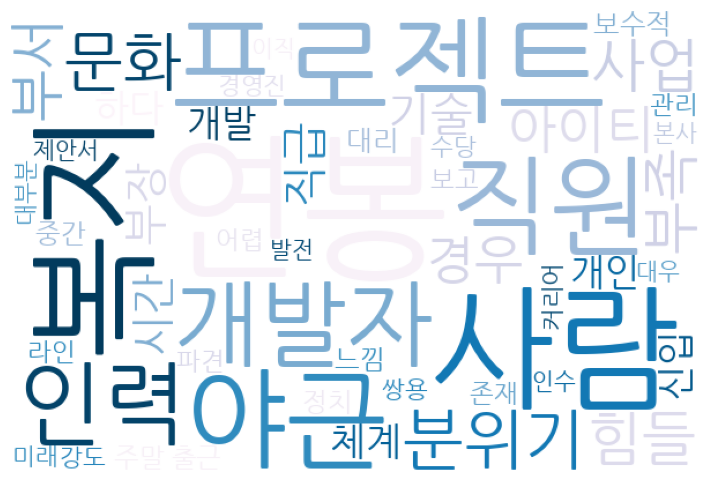 부서
문화
프로젝트
보수적
이직
사업
경영진
하다
개발
기술
아이티
관리
본사
제안서
직급
대리
수당
보고
연봉
복지
대부분
부장
중간
어렵
발전
직원
부족
경우
개인
대우
시간
개발자
사람
커리어
신입
라인
파견
느낌
인력
야근
정치
쌍용
존재
인수
체계
분위기
힘들
미래강도
주말 출근